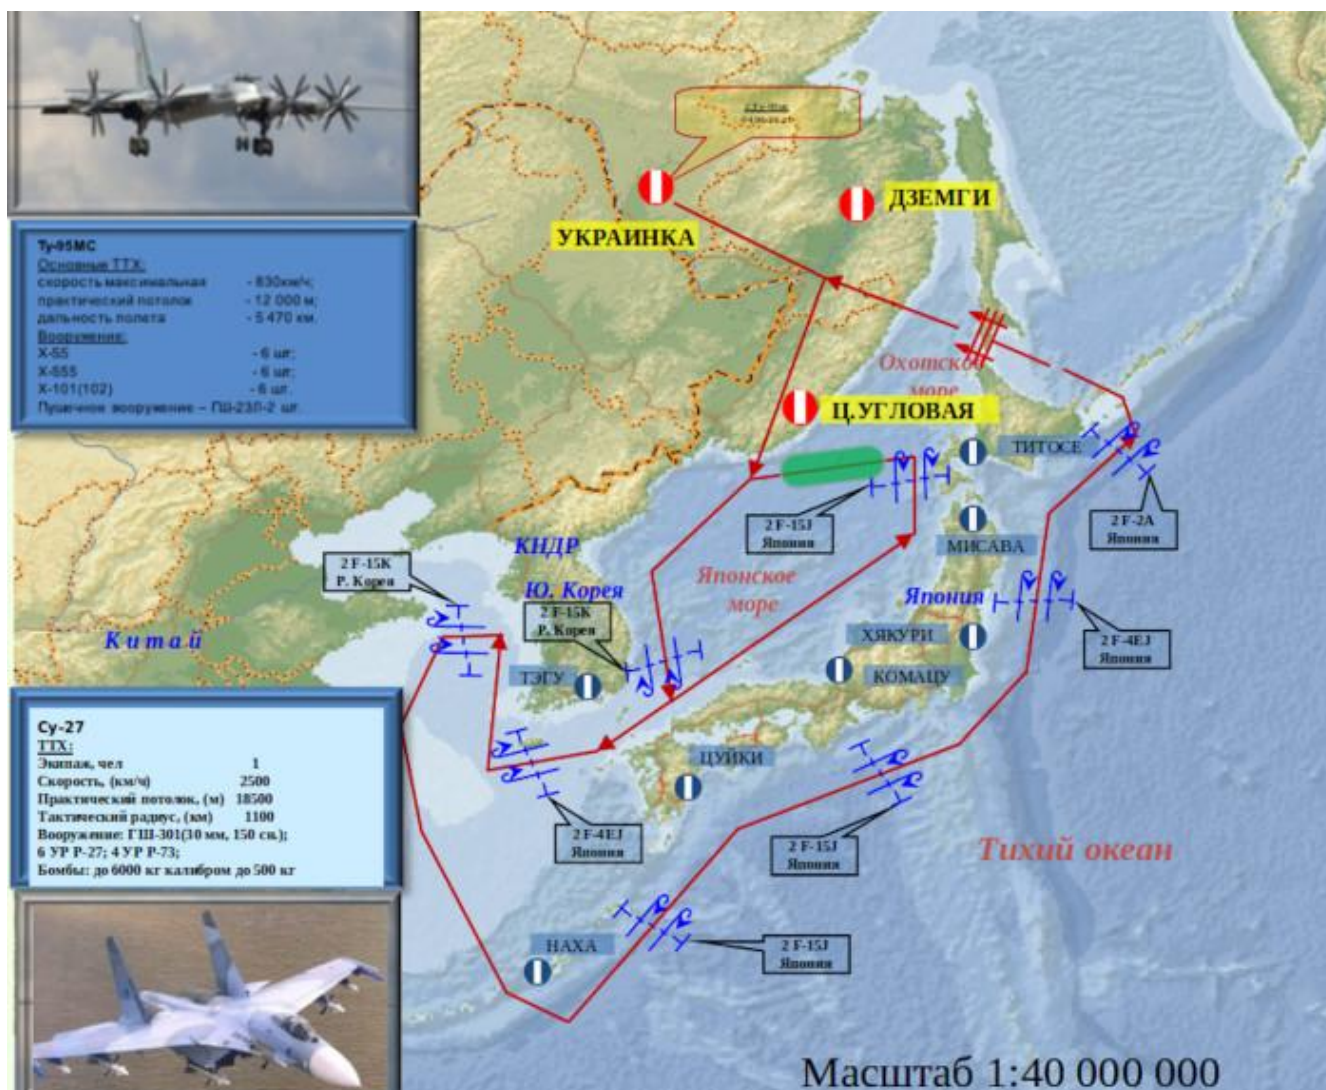 Ту-95МС
Основные ТТХ:
скорость максимальная - 830км/ч;
практический потолок - 12 000 м;
дальность полета - 5 470 км.
Вооружение:
Х-55 - 6 шт;
Х-555 - 6 шт;
Х-101(102) - 6 шт.
Пушечное вооружение – ГШ-23Л-2 шт.
УКРАИНКА
ДЗЕМГИ
Охотское
море
Ц.УГЛОВАЯ
ТИТОСЕ
2 F-15J
Япония
2 F-2A
Япония
МИСАВА
КНДР
2 F-15K
Р. Корея
Ю. Корея
Японское
море
Япония
2 F-15K
Р. Корея
Китай
ХЯКУРИ
2 F-4EJ
Япония
ТЭГУ
КОМАЦУ
Су-27
ТТХ:
Экипаж, чел 1
Скорость, (км/ч) 2500
Практический потолок, (м) 18500
Тактический радиус, (км) 1100
Вооружение: ГШ-301(30 мм, 150 сн.);
6 УР Р-27; 4 УР Р-73;
Бомбы: до 6000 кг калибром до 500 кг
ЦУЙКИ
2 F-4EJ
Япония
2 F-15J
Япония
Тихий океан
НАХА
2 F-15J
Япония
Масштаб 1:40 000 000